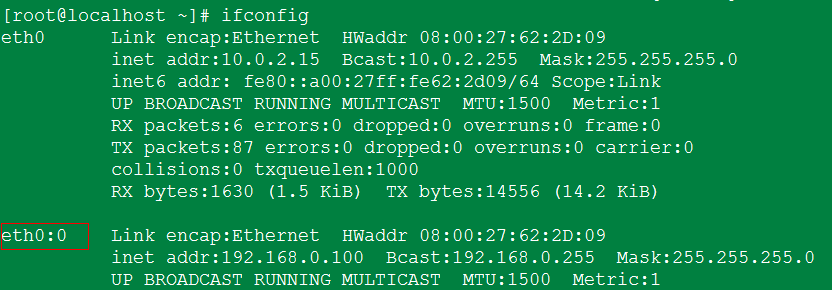 [root@localhost ~]# ifconfig
eth0 Link encap:Ethernet HWaddr 08:00:27:62:2D:09
inet addr:10.0.2.15 Bcast:10.0.2.255 Mask:255.255.255.0
inet6 addr: fe80::a00:27ff:fe62:2d09/64 Scope:Link
UP BROADCAST RUNNING MULTICAST MTU:1500 Metric:1
RX packets:6 errors:0 dropped:0 overruns:0 frame:0
TX packets:87 errors:0 dropped:0 overruns:0 carrier:0
collisions:0 txqueuelen:1000
RX bytes:1630 (1.5 KiB) TX bytes:14556 (14.2 KiB)
eth0:0 Link encap:Ethernet HWaddr 08:00:27:62:2D:09
inet addr:192.168.0.100 Bcast:192.168.0.255 Mask:255.255.255.0
UP BROADCAST RUNNING MULTICAST MTU:1500 Metric:1